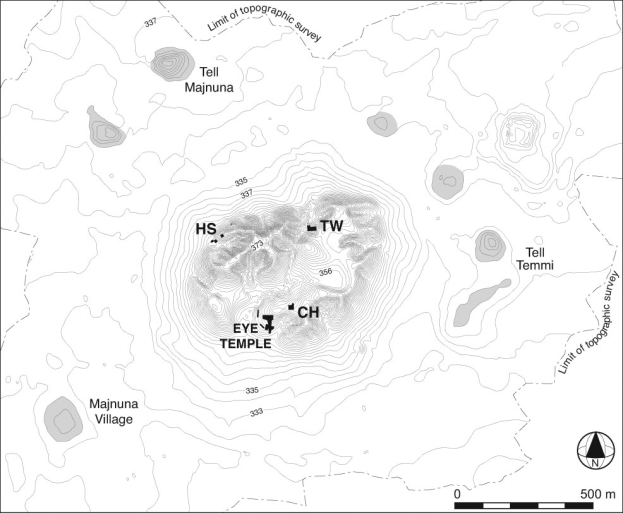 337
Limit of topographic survey
Tell
Majnuna
335
337
HS
TW
373
356
Tell
Temmi
CH
EYE
TEMPLE
Limit of topographic survey
335
333
Majnuna
Village
N
0
500 m